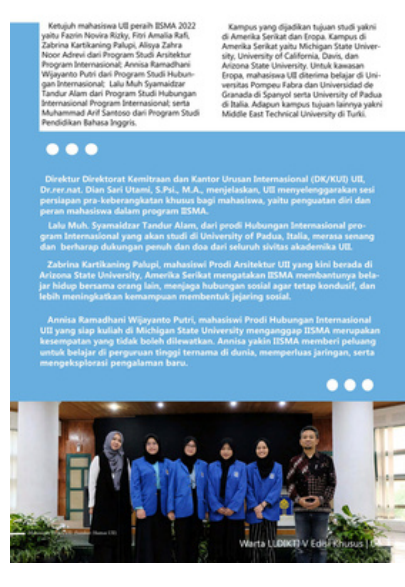 Ketujuh mahasiswa UII peraih IISMA 2022
yaitu Fazrin Novira Rizky, Fitri Amalia Rafi,
Zabrina Kartikaning Palupi, Alisya Zahra
Noor Adrevi dari Program Studi Arsitektur
Program Internasional; Annisa Ramadhani
Wijayanto Putri dari Program Studi Hubun-
gan Internasional; Lalu Muh Syamaidzar
Tandur Alam dari Program Studi Hubungan
Internasional Program Internasional; serta
Muhammad Arif Santoso dari Program Studi
Pendidikan Bahasa Inggris.
Kampus yang dijadikan tujuan studi yakni
di Amerika Serikat dan Eropa. Kampus di
Amerika Serikat yaitu Michigan State Univer-
sity, University of California, Davis, dan
Arizona State University. Untuk kawasan
Eropa, mahasiswa UII diterima belajar di Uni-
versitas Pompeu Fabra dan Universidad de
Granada di Spanyol serta University of Padua
di Italia. Adapun kampus tujuan lainnya yakni
Middle East Technical University di Turki.
Direktur Direktorat Kemitraan dan Kantor Urusan Internasional (DK/KUI) UII,
Dr.rer.nat. Dian Sari Utami, S.Psi., M.A., menjelaskan, UII menyelenggarakan sesi
persiapan pra-keberangkatan khusus bagi mahasiswa, yaitu penguatan diri dan
peran mahasiswa dalam program IISMA.
Lalu Muh. Syamaidzar Tandur Alam, dari prodi Hubungan Internasional pro-
gram Internasional yang akan studi di University of Padua, Italia, merasa senang
dan berharap dukungan penuh dan doa dari seluruh sivitas akademika UII.
Zabrina Kartikaning Palupi, mahasiswi Prodi Arsitektur UII yang kini berada di
Arizona State University, Amerika Serikat mengatakan IISMA membantunya bela-
jar hidup bersama orang lain, menjaga hubungan sosial agar tetap kondusif, dan
lebih meningkatkan kemampuan membentuk jejaring sosial.
Annisa Ramadhani Wijayanto Putri, mahasiswi Prodi Hubungan Internasional
UII yang siap kuliah di Michigan State University menganggap IISMA merupakan
kesempatan yang tidak boleh dilewatkan. Annisa yakin IISMA memberi peluang
untuk belajar di perguruan tinggi ternama di dunia, memperluas jaringan, serta
mengeksplorasi pengalaman baru.
Warta LLDIKTI V Edisi Khusus |